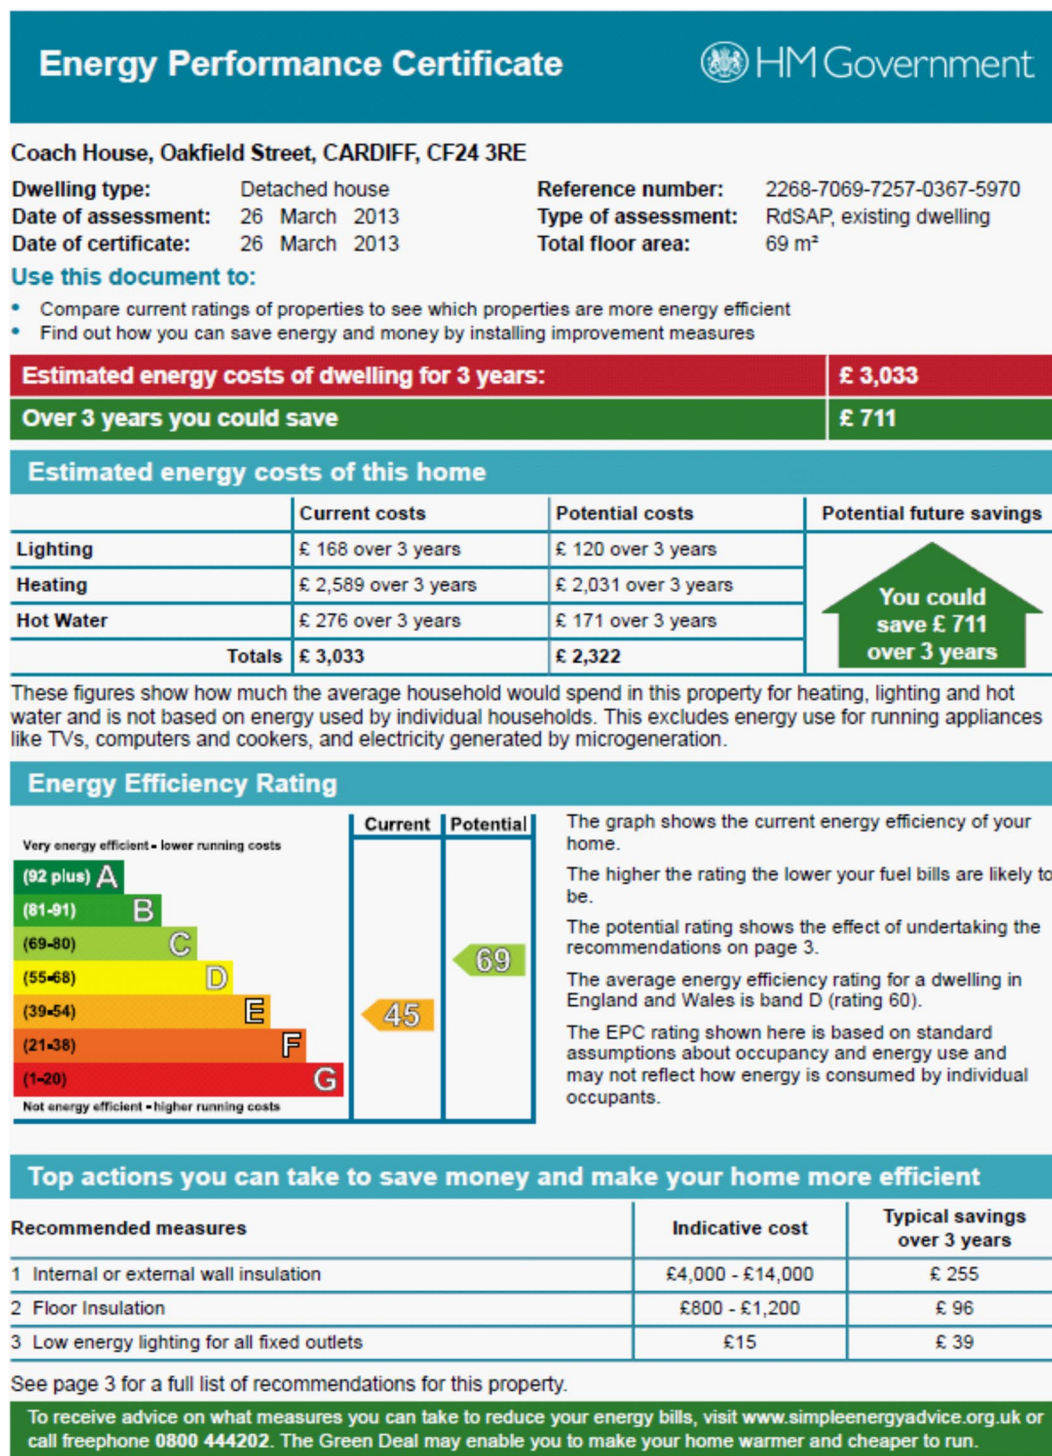 Energy Performance Certificate
HM Government
Coach House, Oakfield Street, CARDIFF, CF24 3RE
Dwelling type: Detached house
Date of assessment: 26 March 2013
Date of certificate: 26 March 2013
Reference number: 2268-7069-7257-0367-5970
Type of assessment: RdSAP, existing dwelling
Total floor area: 69 m²
Use this document to:
• Compare current ratings of properties to see which properties are more energy efficient
• Find out how you can save energy and money by installing improvement measures
Estimated energy costs of dwelling for 3 years: £ 3,033
Over 3 years you could save £ 711
Estimated energy costs of this home
Current costs Potential costs Potential future savings
Lighting £ 168 over 3 years £ 120 over 3 years
Heating £ 2,589 over 3 years £ 2,031 over 3 years
Hot Water £ 276 over 3 years £ 171 over 3 years
Totals £ 3,033 £ 2,322
You could
save £ 711
over 3 years
These figures show how much the average household would spend in this property for heating, lighting and hot
water and is not based on energy used by individual households. This excludes energy use for running appliances
like TVs, computers and cookers, and electricity generated by microgeneration.
Energy Efficiency Rating
Current Potential
Very energy efficient - lower running costs
(92 plus) A
(81-91) B
(69-80) C
(55-68) D
(39-54) E
(21-38) F
(1-20) G
Not energy efficient - higher running costs
45
69
The graph shows the current energy efficiency of your
home.
The higher the rating the lower your fuel bills are likely to
be.
The potential rating shows the effect of undertaking the
recommendations on page 3.
The average energy efficiency rating for a dwelling in
England and Wales is band D (rating 60).
The EPC rating shown here is based on standard
assumptions about occupancy and energy use and
may not reflect how energy is consumed by individual
occupants.
Top actions you can take to save money and make your home more efficient
Recommended measures Indicative cost Typical savings
over 3 years
1 Internal or external wall insulation £4,000 - £14,000 £ 255
2 Floor Insulation £800 - £1,200 £ 96
3 Low energy lighting for all fixed outlets £15 £ 39
See page 3 for a full list of recommendations for this property.
To receive advice on what measures you can take to reduce your energy bills, visit www.simpleenergyadvice.org.uk or
call freephone 0800 444202. The Green Deal may enable you to make your home warmer and cheaper to run.